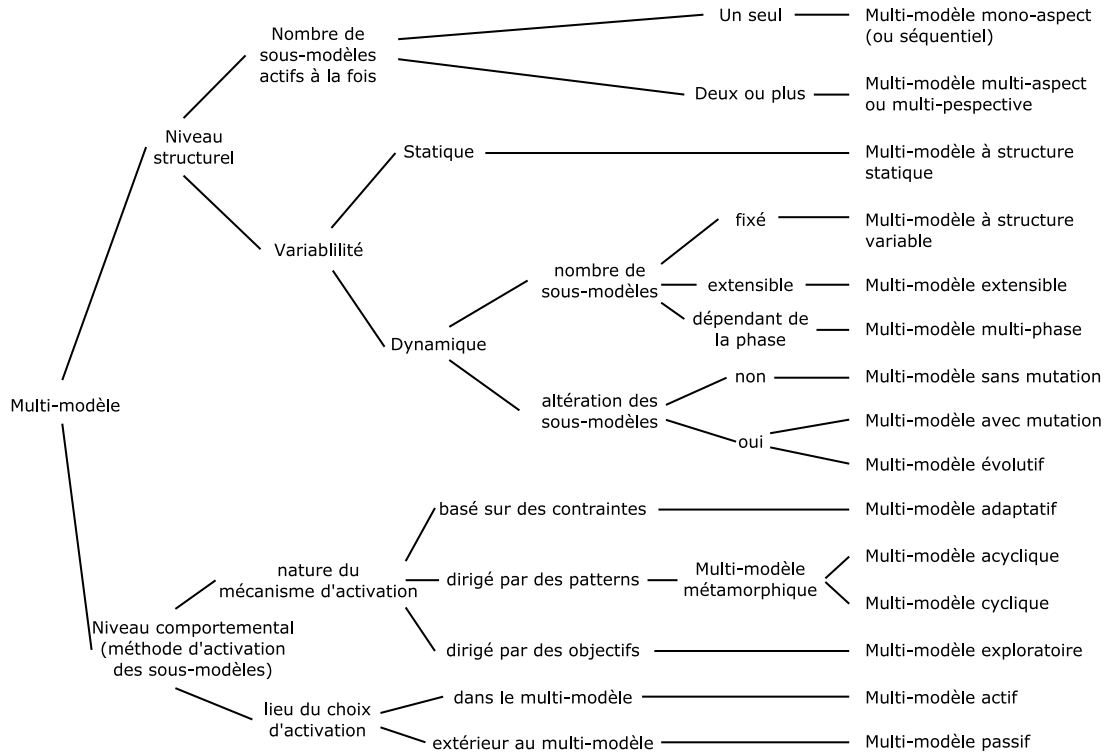 Nombre de
sous-modèles
actifs à la fois
Un seul
Multi-modèle mono-aspect
(ou séquentiel)
Deux ou plus
Multi-modèle multi-aspect
ou multi-pespective
Niveau
structurel
Statique
Multi-modèle à structure
statique
Variablilité
fixé
Multi-modèle à structure
variable
nombre de
sous-modèles
extensible
Multi-modèle extensible
dépendant de
la phase
Multi-modèle multi-phase
Dynamique
non
Multi-modèle sans mutation
altération des
sous-modèles
Multi-modèle avec mutation
oui
Multi-modèle évolutif
Multi-modèle
basé sur des contraintes
Multi-modèle adaptatif
nature du
mécanisme d'activation
dirigé par des patterns
Multi-modèle
métamorphique
Multi-modèle acyclique
Multi-modèle cyclique
Niveau comportemental
(méthode d'activation
des sous-modèles)
dirigé par des objectifs
Multi-modèle exploratoire
lieu du choix
d'activation
dans le multi-modèle
Multi-modèle actif
extérieur au multi-modèle
Multi-modèle passif